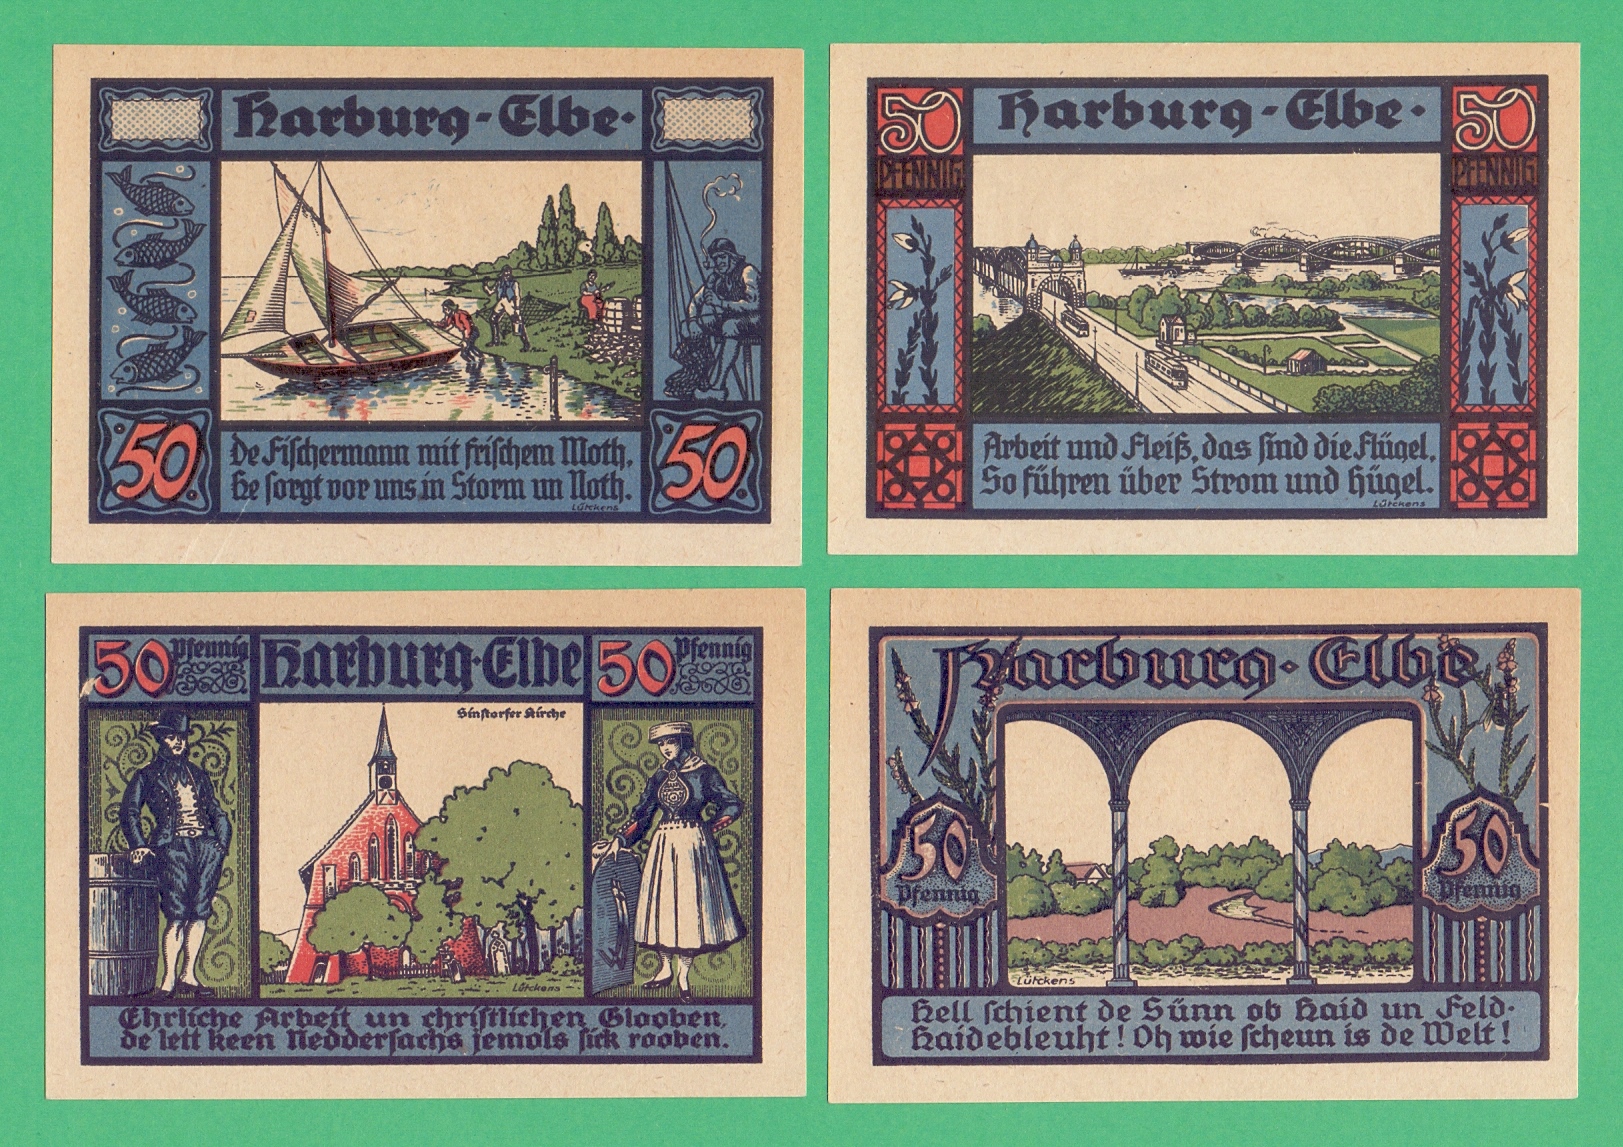 Harburg-Elbe·
50 50
De Fischermann mit frischem Moth,
He sorgt vor uns in Storm un Noth.
Lütckens
50 Harburg-Elbe· 50
PFENNIG PFENNIG
Arbeit und Fleiß, das sind die Flügel,
So führen über Strom und Hügel.
Lütckens
50 Pfennig Harburg·Elbe 50 Pfennig
Sinstorfer Kirche
Lütckens
Ehrliche Arbeit un christlichen Glooben,
de lett keen Neddersachs jemols sick rooben.
Harburg·Elbe
50 50
Pfennig Pfennig
Lütckens
Hell schient de Sünn ob Haid un Feld·
Haidebleuht! Oh wie scheun is de Welt!